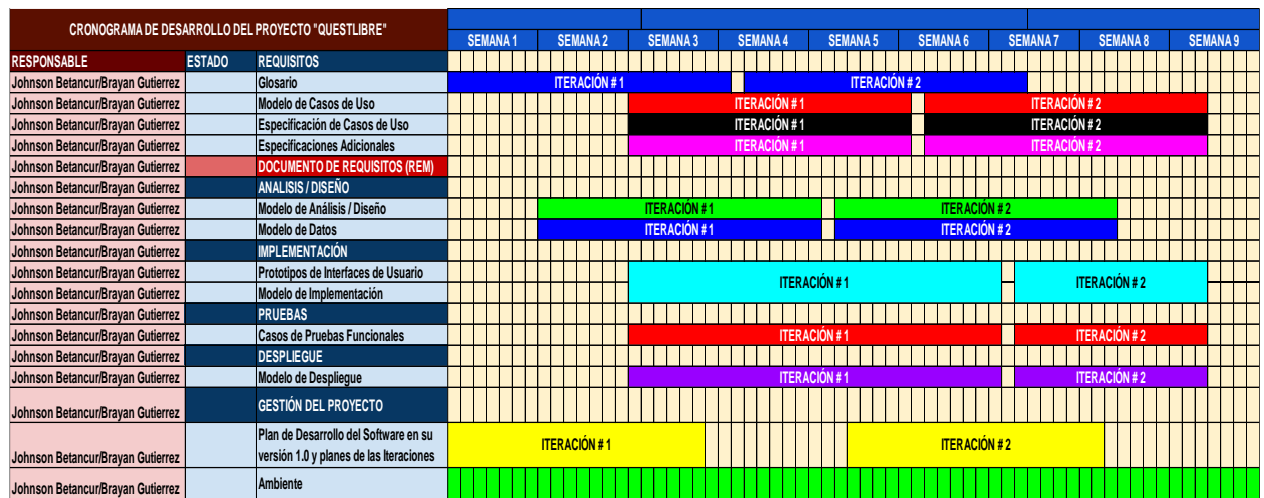 CRONOGRAMA DE DESARROLLO DEL PROYECTO "QUESTLIBRE"
SEMANA 1 SEMANA 2 SEMANA 3 SEMANA 4 SEMANA 5 SEMANA 6 SEMANA 7 SEMANA 8 SEMANA 9
RESPONSABLE ESTADO REQUISITOS
Johnson Betancur/Brayan Gutierrez Glosario ITERACIÓN # 1 ITERACIÓN # 2
Johnson Betancur/Brayan Gutierrez Modelo de Casos de Uso ITERACIÓN # 1 ITERACIÓN # 2
Johnson Betancur/Brayan Gutierrez Especificación de Casos de Uso ITERACIÓN # 1 ITERACIÓN # 2
Johnson Betancur/Brayan Gutierrez Especificaciones Adicionales ITERACIÓN # 1 ITERACIÓN # 2
Johnson Betancur/Brayan Gutierrez DOCUMENTO DE REQUISITOS (REM)
Johnson Betancur/Brayan Gutierrez ANALISIS / DISEÑO
Johnson Betancur/Brayan Gutierrez Modelo de Análisis / Diseño ITERACIÓN # 1 ITERACIÓN # 2
Johnson Betancur/Brayan Gutierrez Modelo de Datos ITERACIÓN # 1 ITERACIÓN # 2
Johnson Betancur/Brayan Gutierrez IMPLEMENTACIÓN
Johnson Betancur/Brayan Gutierrez Prototipos de Interfaces de Usuario ITERACIÓN # 1 ITERACIÓN # 2
Johnson Betancur/Brayan Gutierrez Modelo de Implementación
Johnson Betancur/Brayan Gutierrez PRUEBAS
Johnson Betancur/Brayan Gutierrez Casos de Pruebas Funcionales ITERACIÓN # 1 ITERACIÓN # 2
Johnson Betancur/Brayan Gutierrez DESPLIEGUE
Johnson Betancur/Brayan Gutierrez Modelo de Despliegue ITERACIÓN # 1 ITERACIÓN # 2
Johnson Betancur/Brayan Gutierrez GESTIÓN DEL PROYECTO
Johnson Betancur/Brayan Gutierrez Plan de Desarrollo del Software en su
versión 1.0 y planes de las Iteraciones ITERACIÓN # 1 ITERACIÓN # 2
Johnson Betancur/Brayan Gutierrez Ambiente